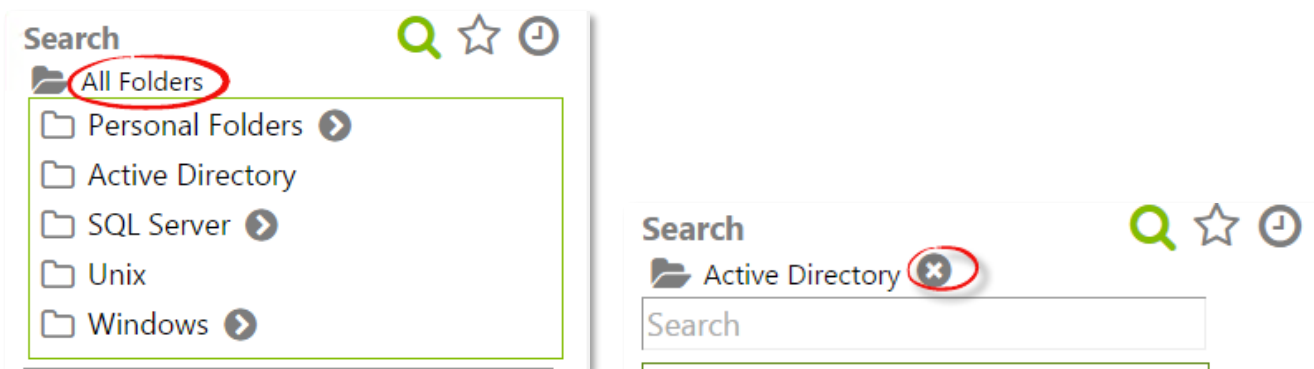 Search
All Folders
Personal Folders
Active Directory
SQL Server
Unix
Windows
Search
Active Directory
Search